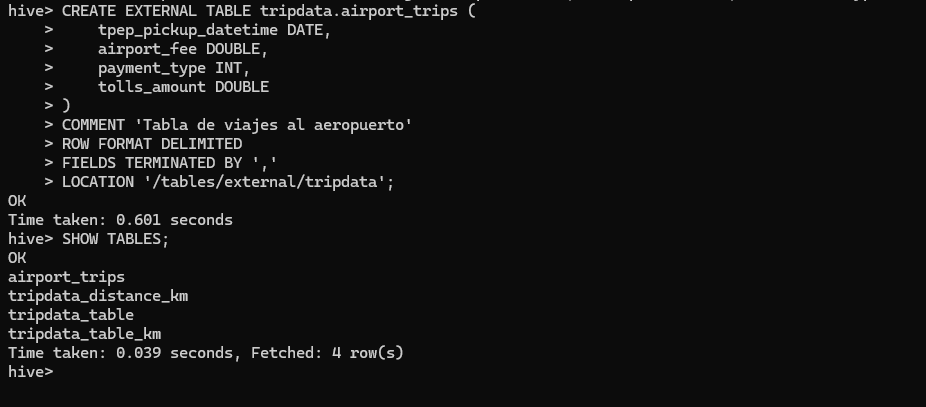 hive> CREATE EXTERNAL TABLE tripdata.airport_trips (
    >     tpep_pickup_datetime DATE,
    >     airport_fee DOUBLE,
    >     payment_type INT,
    >     tolls_amount DOUBLE
    > )
    > COMMENT 'Tabla de viajes al aeropuerto'
    > ROW FORMAT DELIMITED
    > FIELDS TERMINATED BY ','
    > LOCATION '/tables/external/tripdata';
OK
Time taken: 0.601 seconds
hive> SHOW TABLES;
OK
airport_trips
tripdata_distance_km
tripdata_table
tripdata_table_km
Time taken: 0.039 seconds, Fetched: 4 row(s)
hive>